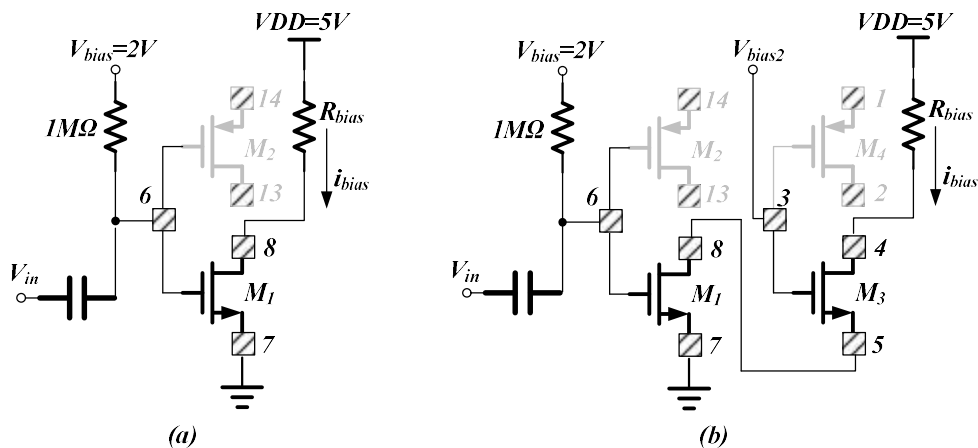 (a)
VDD=5V
Vbias=2V
14
1MΩ
Rbias
M2
ibias
6
13
8
Vin
M1
7
(b)
VDD=5V
Vbias=2V
Vbias2
14
1
1MΩ
Rbias
M2
M4
ibias
6
13
3
2
8
4
Vin
M1
M3
7
5